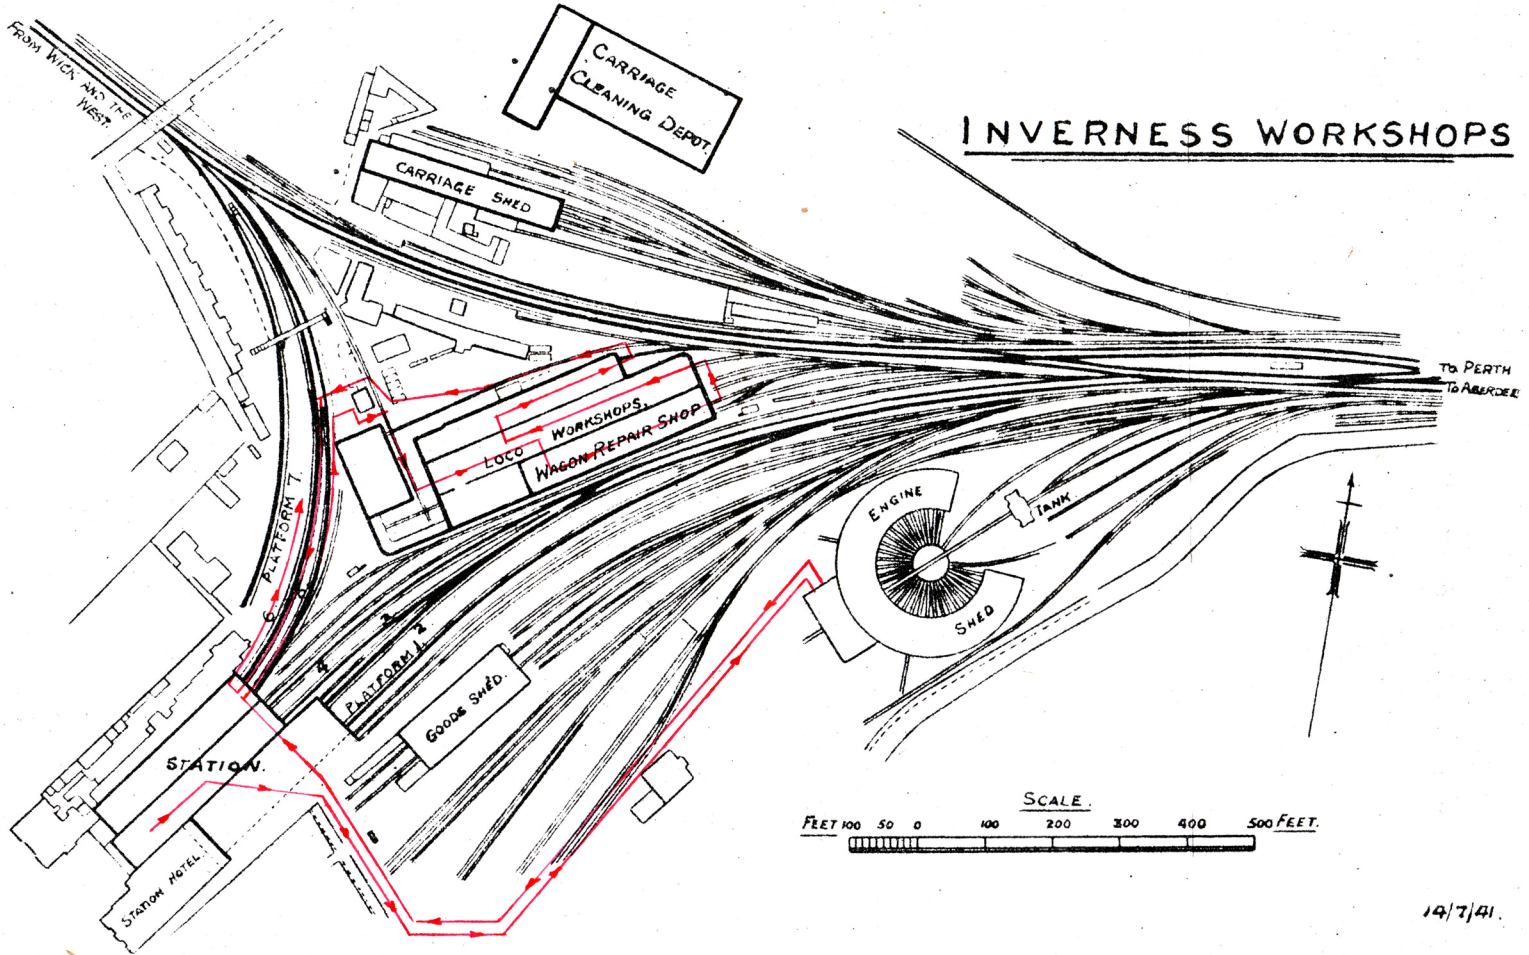 INVERNESS WORKSHOPS
FROM WICK AND THE
WEST.
CARRIAGE
CLEANING DEPOT.
CARRIAGE SHED
TO PERTH
TO ABERDEEN
WORKSHOPS.
LOCO
WAGON REPAIR SHOP
ENGINE
SHED
TANK
PLATFORM 7.
6
5
4
3
2
PLATFORM 1.
GOODS SHED.
STATION.
STATION HOTEL
SCALE.
FEET 100 50 0 100 200 300 400 500 FEET.
14/7/41.